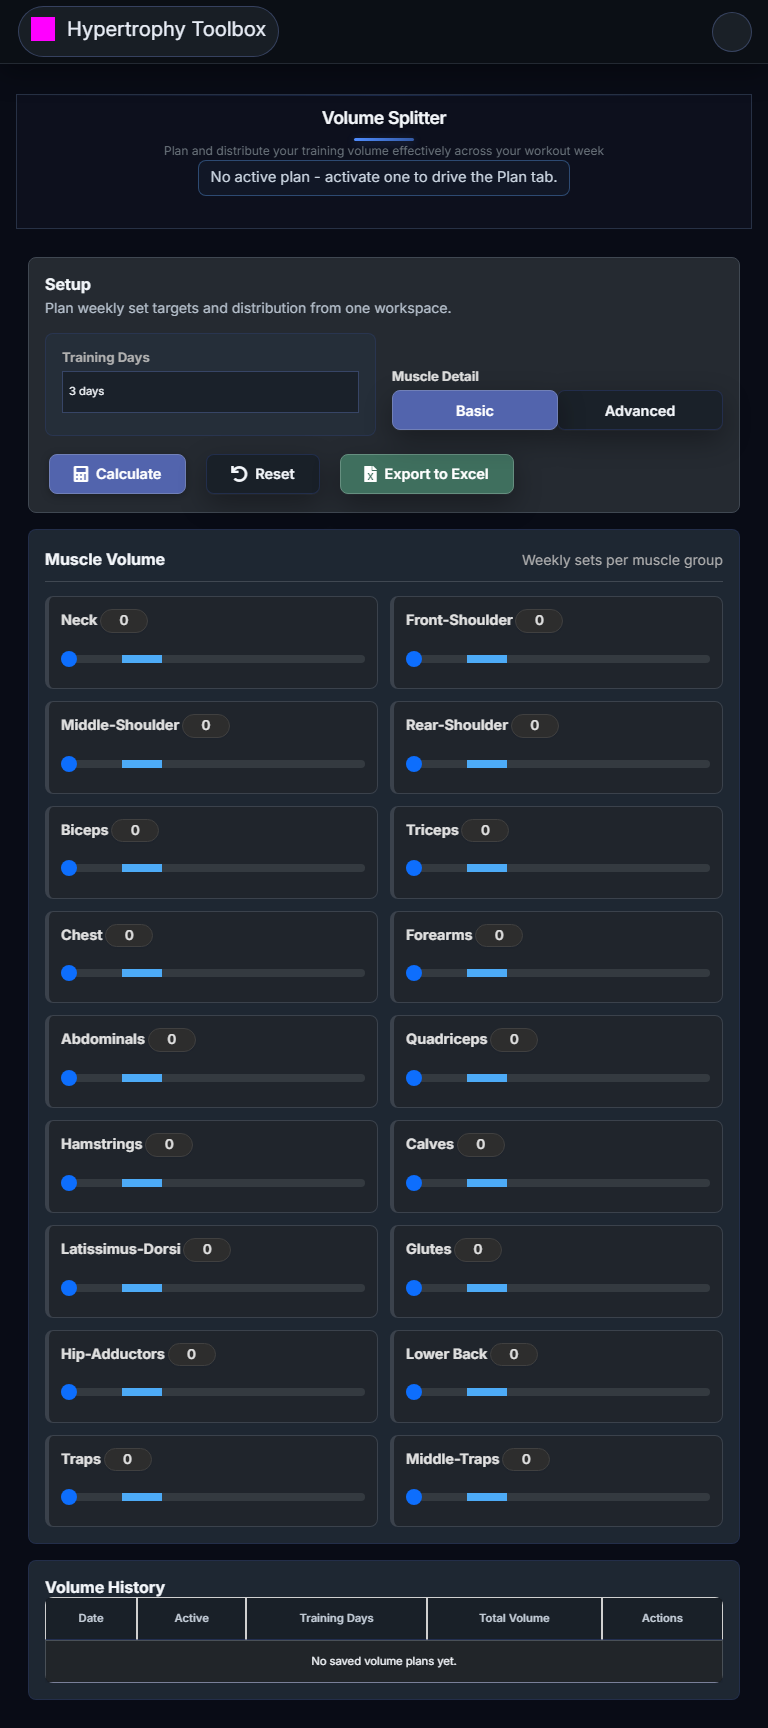 Hypertrophy Toolbox
Volume Splitter
Plan and distribute your training volume effectively across your workout week
No active plan - activate one to drive the Plan tab.
Setup
Plan weekly set targets and distribution from one workspace.
Training Days
3 days
Muscle Detail
Basic
Advanced
Calculate
Reset
Export to Excel
Muscle Volume
Weekly sets per muscle group
Neck 0
Front-Shoulder 0
Middle-Shoulder 0
Rear-Shoulder 0
Biceps 0
Triceps 0
Chest 0
Forearms 0
Abdominals 0
Quadriceps 0
Hamstrings 0
Calves 0
Latissimus-Dorsi 0
Glutes 0
Hip-Adductors 0
Lower Back 0
Traps 0
Middle-Traps 0
Volume History
Date Active Training Days Total Volume Actions
No saved volume plans yet.